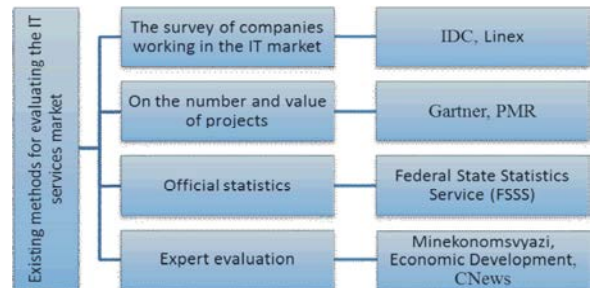 Existing methods for evaluating the IT
services market
The survey of companies
working in the IT market
IDC, Linex
On the number and value
of projects
Gartner, PMR
Official statistics
Federal State Statistics
Service (FSSS)
Expert evaluation
Minekonomsvyazi,
Economic Development,
CNews